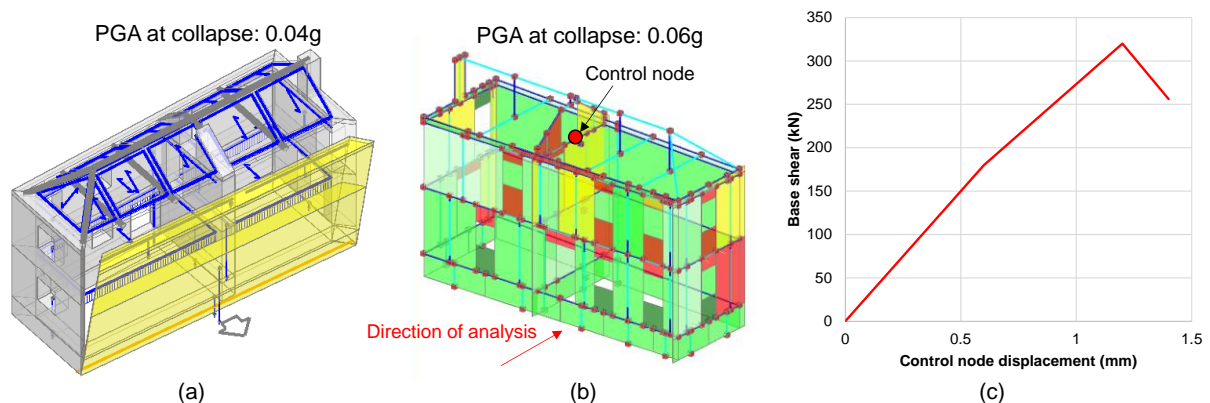 PGA at collapse: 0.04g
PGA at collapse: 0.06g
Control node
Direction of analysis
350
300
250
200
150
100
50
0
Base shear (kN)
0
0.5
1
1.5
Control node displacement (mm)
(a)
(b)
(c)